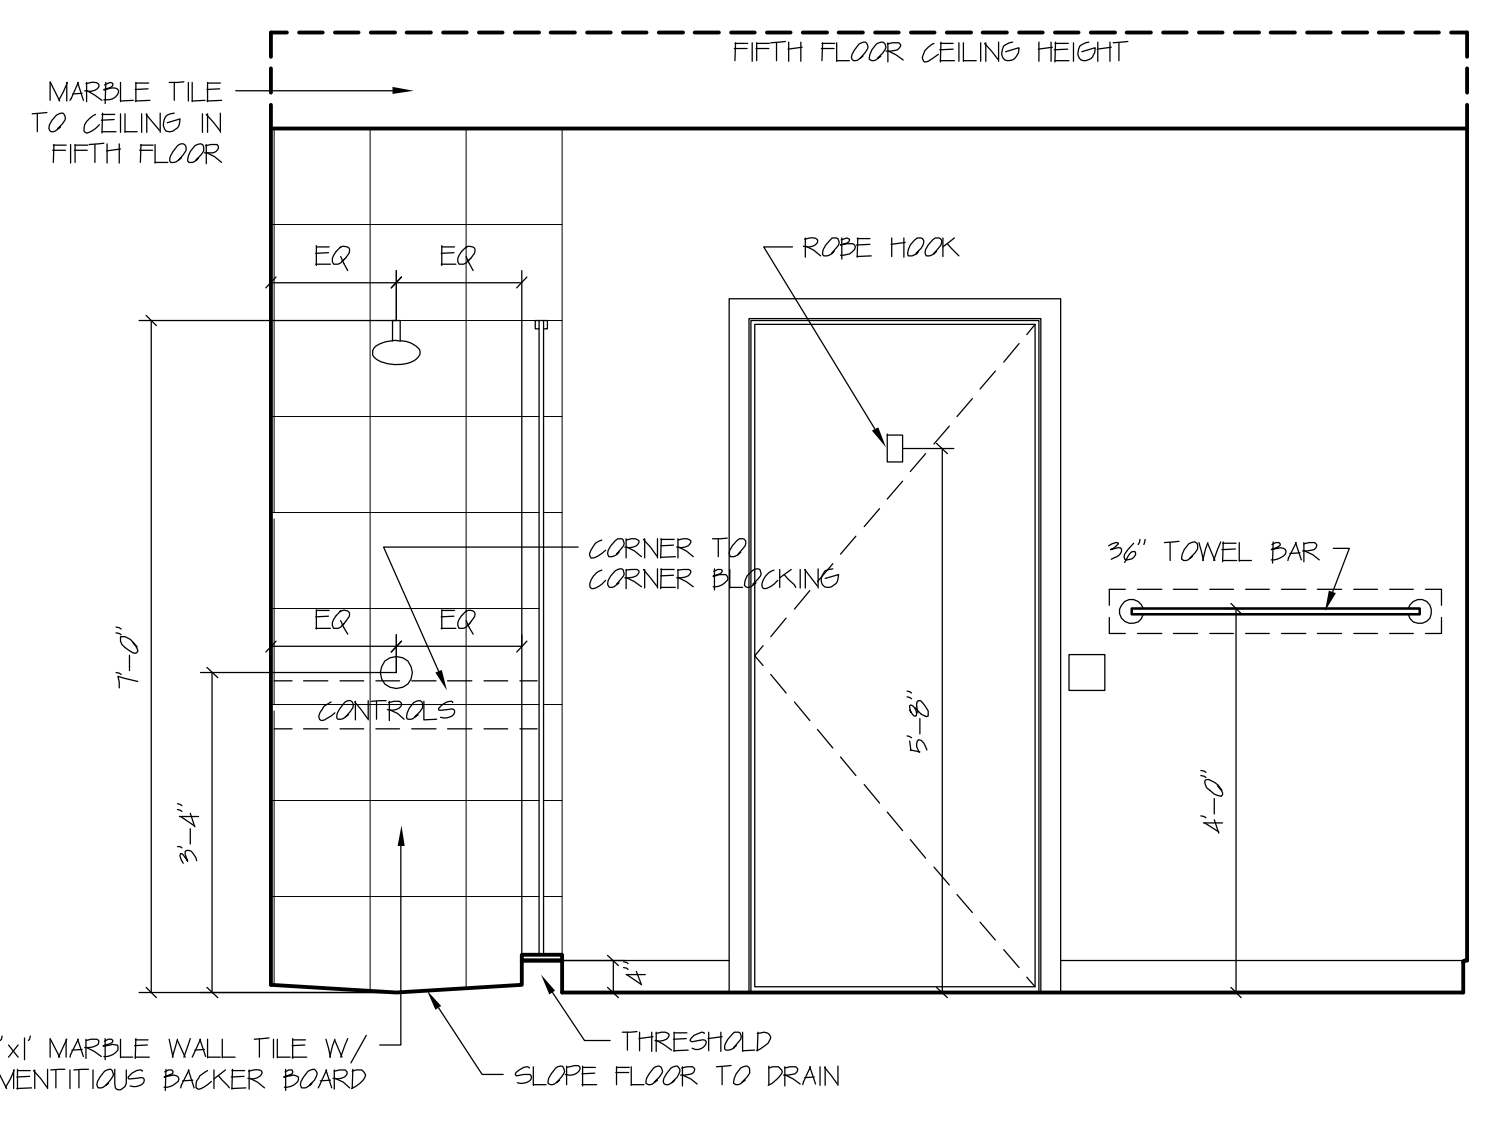 FIFTH FLOOR CEILING HEIGHT
MARBLE TILE
TO CEILING IN
FIFTH FLOOR
EQ EQ
ROBE HOOK
CORNER TO
CORNER BLOCKING
36" TOWEL BAR
EQ EQ
7'-0"
CONTROLS
5'-8"
4'-0"
3'-4"
4"
'x1' MARBLE WALL TILE W/
MENTITIOUS BACKER BOARD
THRESHOLD
SLOPE FLOOR TO DRAIN